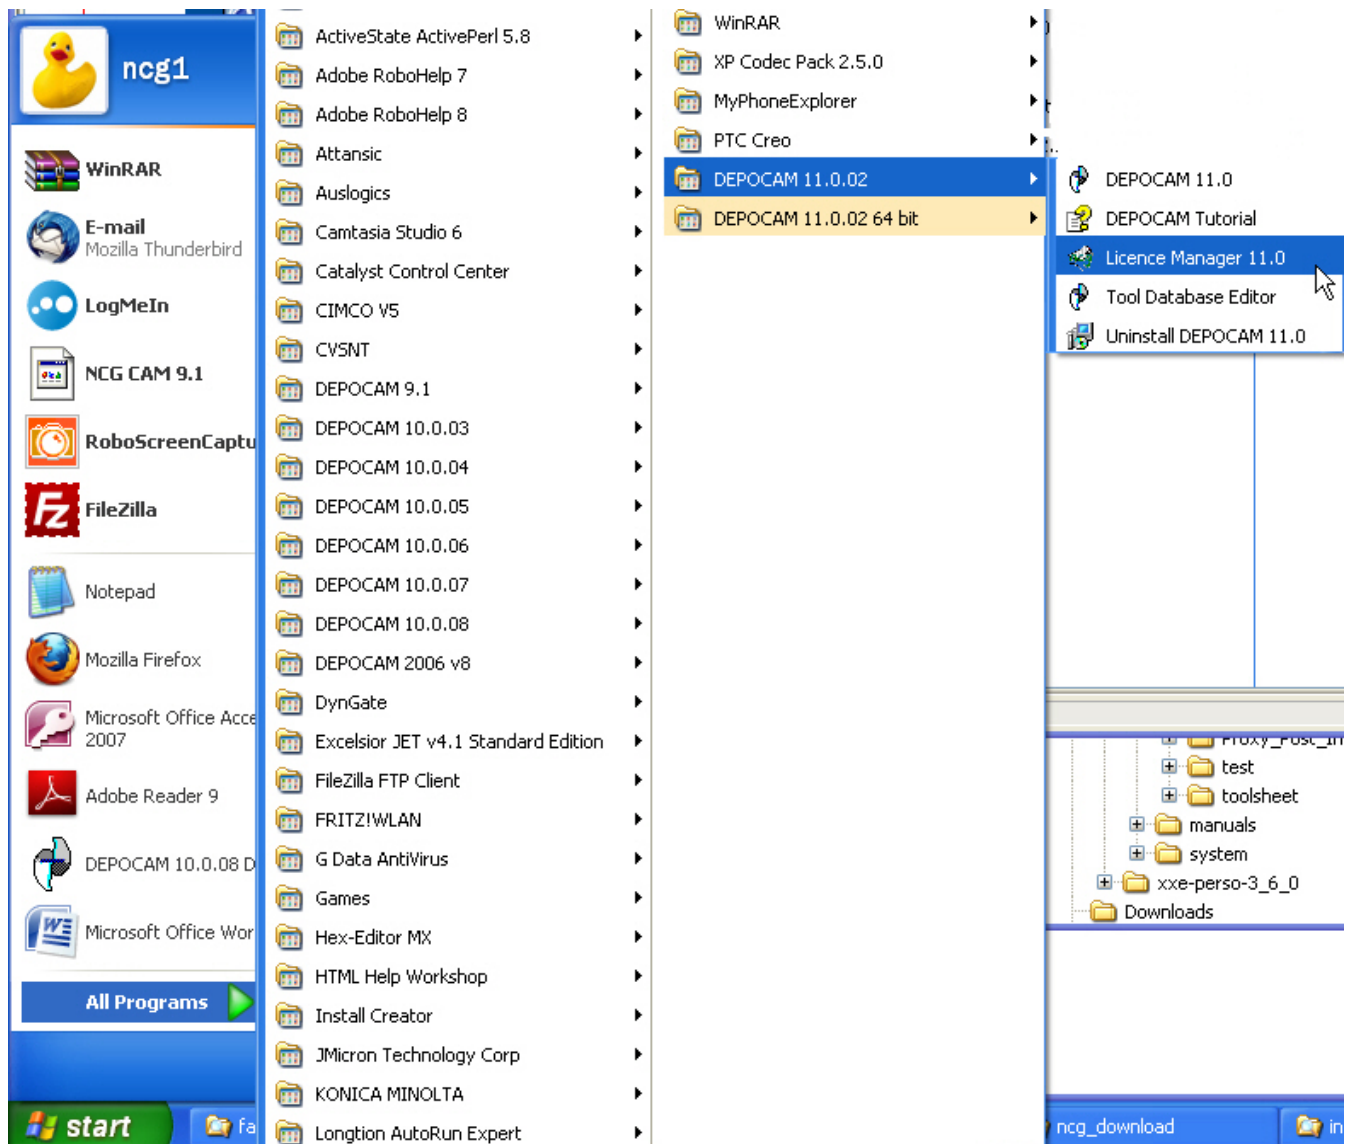 ncg1
WinRAR
E-mail
Mozilla Thunderbird
LogMeIn
NCG CAM 9.1
RoboScreenCaptu
FileZilla
Notepad
Mozilla Firefox
Microsoft Office Acce
2007
Adobe Reader 9
DEPOCAM 10.0.08 D
Microsoft Office Wor
All Programs
start
fa
ActiveState ActivePerl 5.8
Adobe RoboHelp 7
Adobe RoboHelp 8
Attansic
Auslogics
Camtasia Studio 6
Catalyst Control Center
CIMCO V5
CVSNT
DEPOCAM 9.1
DEPOCAM 10.0.03
DEPOCAM 10.0.04
DEPOCAM 10.0.05
DEPOCAM 10.0.06
DEPOCAM 10.0.07
DEPOCAM 10.0.08
DEPOCAM 2006 v8
DynGate
Excelsior JET v4.1 Standard Edition
FileZilla FTP Client
FRITZ!WLAN
G Data AntiVirus
Games
Hex-Editor MX
HTML Help Workshop
Install Creator
JMicron Technology Corp
KONICA MINOLTA
Longtion AutoRun Expert
WinRAR
XP Codec Pack 2.5.0
MyPhoneExplorer
PTC Creo
DEPOCAM 11.0.02
DEPOCAM 11.0.02 64 bit
DEPOCAM 11.0
DEPOCAM Tutorial
Licence Manager 11.0
Tool Database Editor
Uninstall DEPOCAM 11.0
Proxy_Post_In
test
toolsheet
manuals
system
xxe-perso-3_6_0
Downloads
ncg_download
in